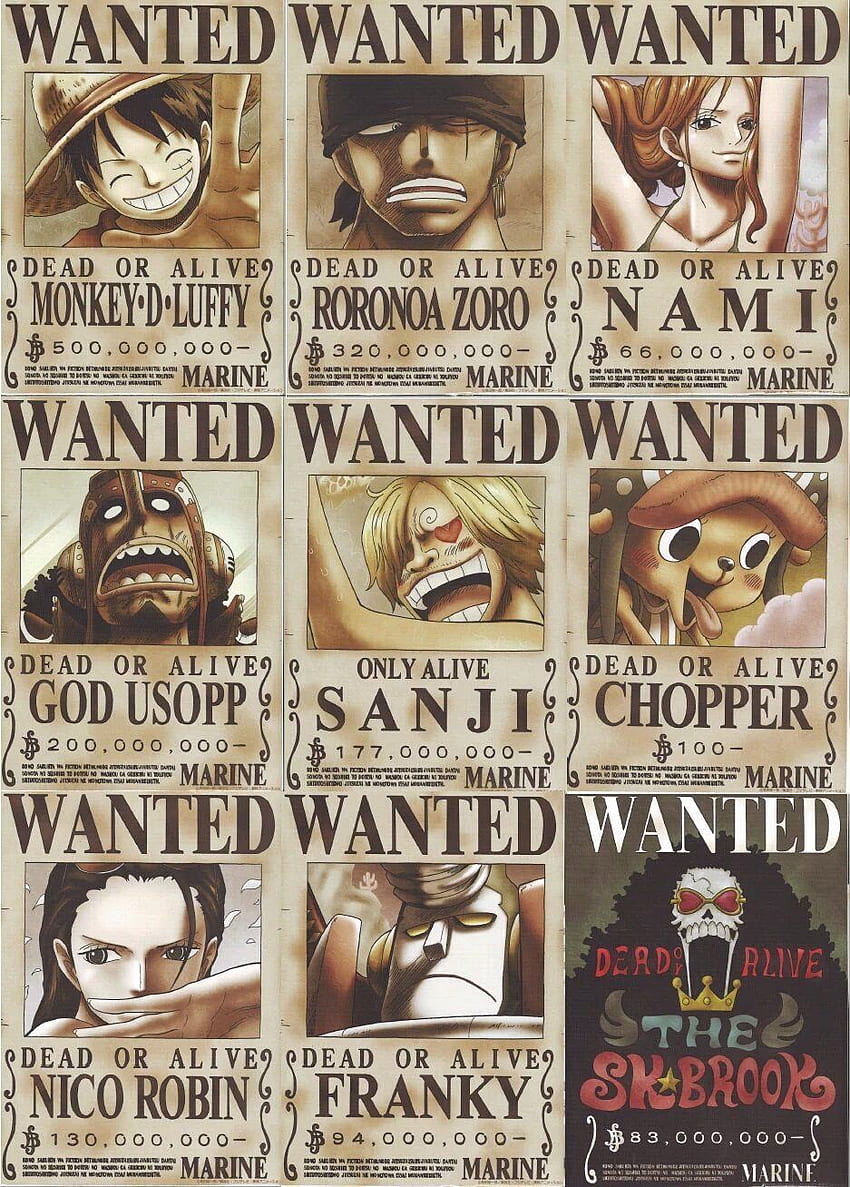 WANTED
DEAD OR ALIVE
MONKEY·D·LUFFY
฿500,000,000-
MARINE
WANTED
DEAD OR ALIVE
RORONOA ZORO
฿320,000,000-
MARINE
WANTED
DEAD OR ALIVE
NAMI
฿66,000,000-
MARINE
WANTED
DEAD OR ALIVE
GOD USOPP
฿200,000,000-
MARINE
WANTED
ONLY ALIVE
SANJI
฿177,000,000-
MARINE
WANTED
DEAD OR ALIVE
CHOPPER
฿100-
MARINE
WANTED
DEAD OR ALIVE
NICO ROBIN
฿130,000,000-
MARINE
WANTED
DEAD OR ALIVE
FRANKY
฿94,000,000-
MARINE
WANTED
DEAD OR ALIVE
THE
SK★BROOK
฿83,000,000-
MARINE